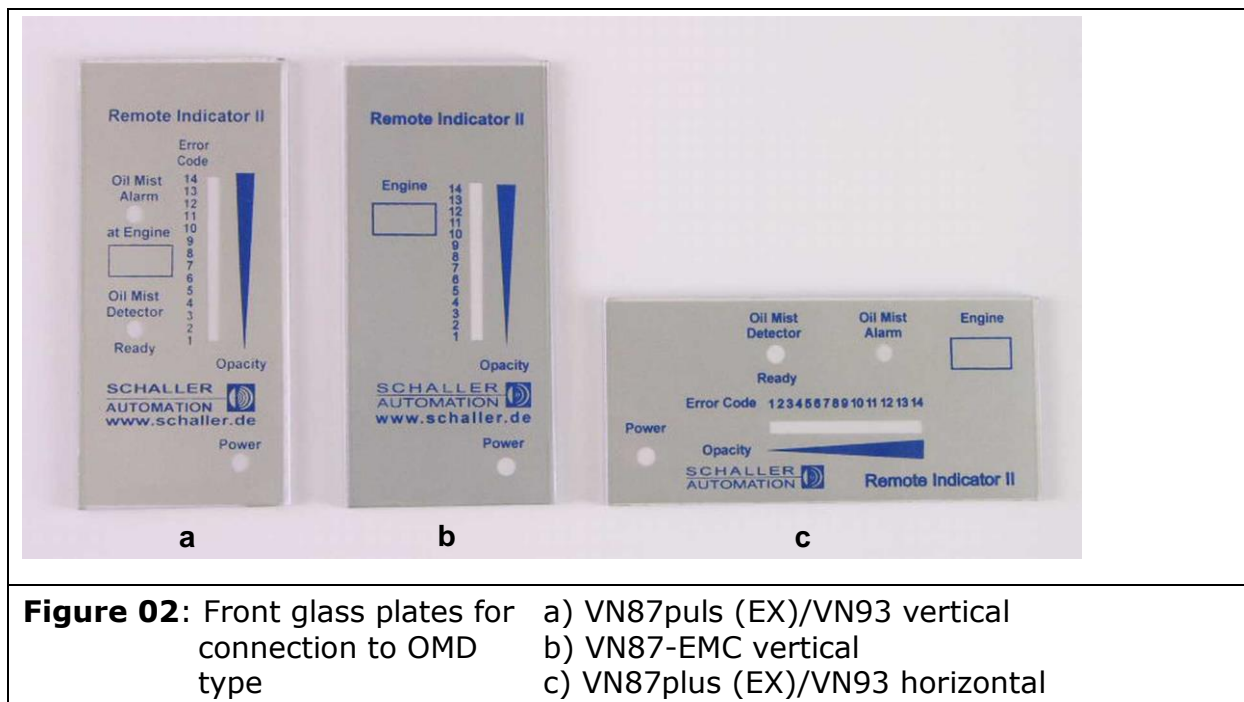 Remote Indicator II
Error
Code
Oil Mist
Alarm
at Engine
Oil Mist
Detector
Ready
14
13
12
11
10
9
8
7
6
5
4
3
2
1
Opacity
SCHALLER
AUTOMATION
www.schaller.de
Power
a
Remote Indicator II
Engine
14
13
12
11
10
9
8
7
6
5
4
3
2
1
Opacity
SCHALLER
AUTOMATION
www.schaller.de
Power
b
Oil Mist
Detector
Ready
Oil Mist
Alarm
Engine
Error Code 1 2 3 4 5 6 7 8 9 10 11 12 13 14
Power
Opacity
SCHALLER
AUTOMATION
Remote Indicator II
c
Figure 02: Front glass plates for a) VN87puls (EX)/VN93 vertical
connection to OMD b) VN87-EMC vertical
type c) VN87plus (EX)/VN93 horizontal